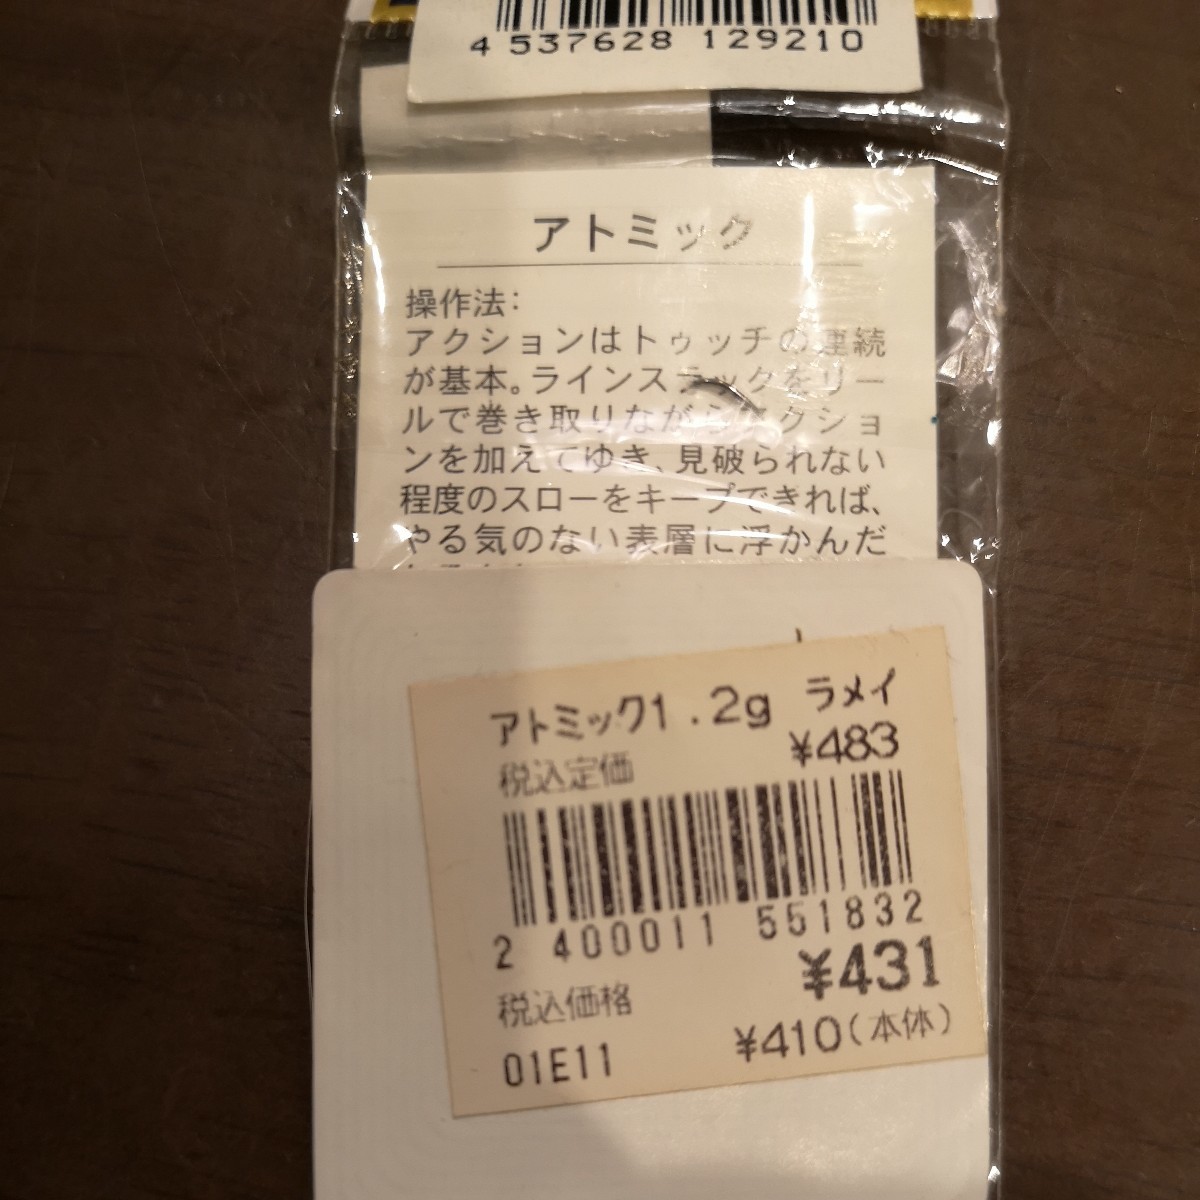 4 537628 129210
アトミック
操作法:
アクションはトゥッチの連続
が基本。ラインスラックをリー
ルで巻き取りながらアクショ
ンを加えてゆき、見破られない
程度のスローをキープできれば、
やる気のない表層に浮かんだ
アトミック1.2g ラメイ
税込定価 ¥483
2 400011 551832
¥431
税込価格
¥410(本体)
01E11